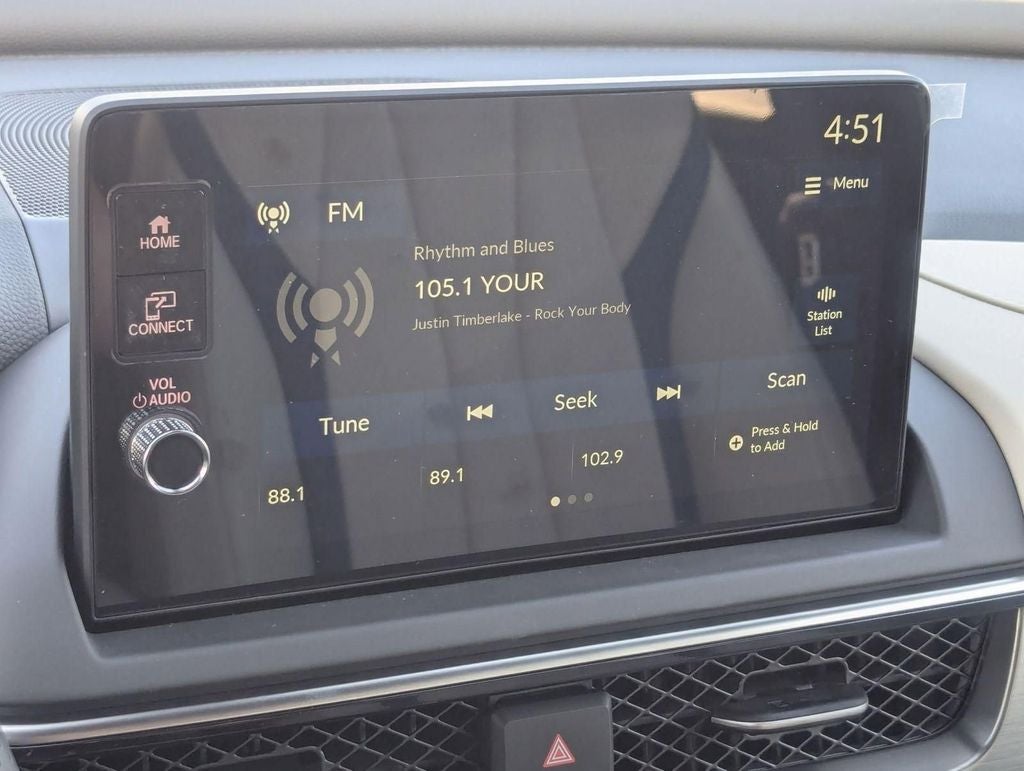 4:51
Menu
HOME
CONNECT
VOL
AUDIO
FM
Rhythm and Blues
105.1 YOUR
Justin Timberlake - Rock Your Body
Station
List
Tune
Seek
Scan
88.1
89.1
102.9
Press & Hold
to Add